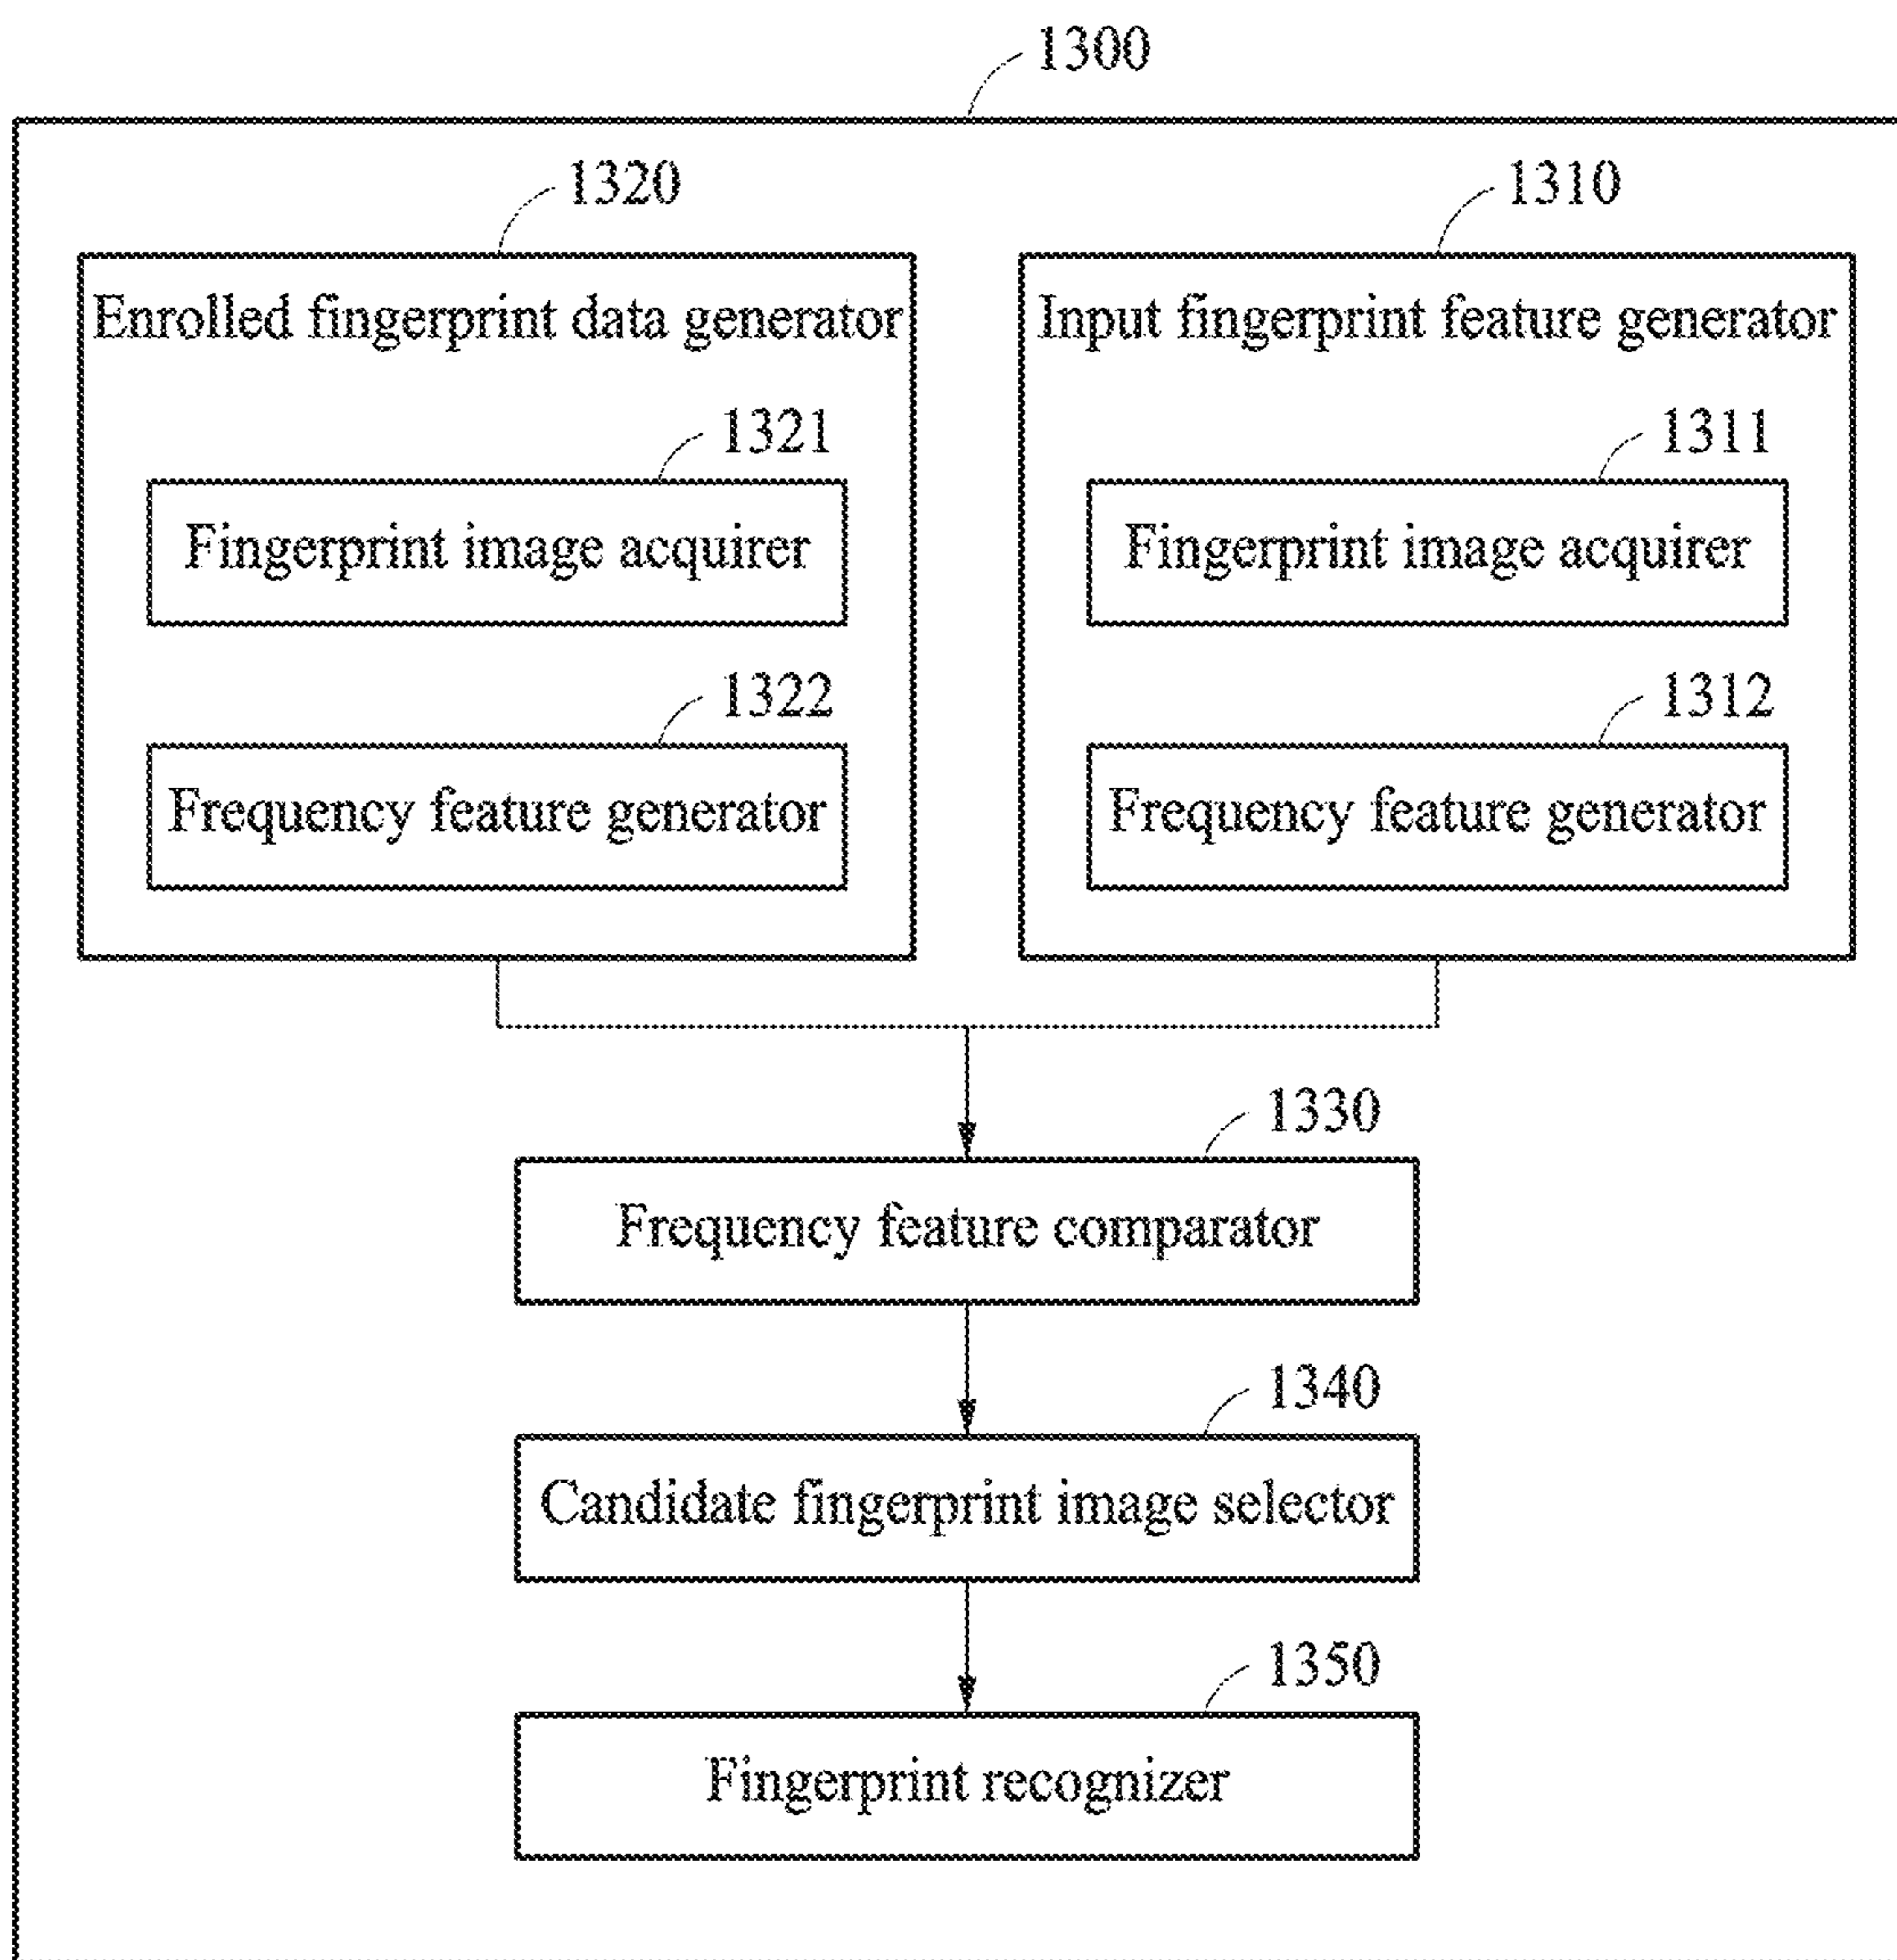 1300
1320
1310
Enrolled fingerprint data generator
Input fingerprint feature generator
1321
1311
Fingerprint image acquirer
Fingerprint image acquirer
1322
1312
Frequency feature generator
Frequency feature generator
1330
Frequency feature comparator
1340
Candidate fingerprint image selector
1350
Fingerprint recognizer